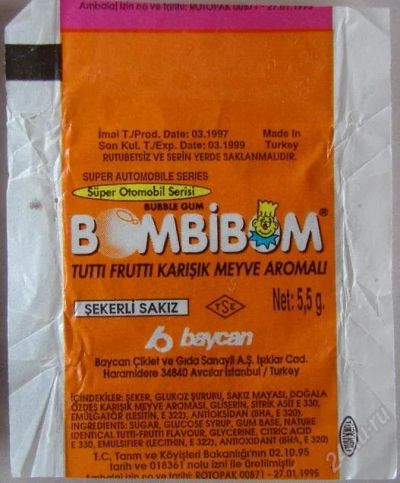 Ambalaj izin no ve tarihi: ROTOPAK 00871 - 27.01.1995
İmal T./Prod. Date: 03.1997 Made in
Son Kul. T./Exp. Date: 03.1999 Turkey
RUTUBETSİZ VE SERİN YERDE SAKLANMALIDIR.
SUPER AUTOMOBILE SERIES
Süper Otomobil Serisi
BUBBLE GUM
BOMBİBOM®
TUTTI FRUTTI KARIŞIK MEYVE AROMALI
ŞEKERLİ SAKIZ TSE Net: 5,5 g.
baycan
Baycan Çiklet ve Gıda Sanayii A.Ş. Işıklar Cad.
Haramidere 34840 Avcılar İstanbul / Turkey
İÇİNDEKİLER: ŞEKER, GLUKOZ ŞURUBU, SAKIZ MAYASI, DOĞALA
ÖZDEŞ KARIŞIK MEYVE AROMASI, GLİSERİN, SİTRİK ASİT E 330,
EMÜLGATÖR (LESİTİN, E 322), ANTİOKSİDAN (BHA, E 320).
INGREDIENTS: SUGAR, GLUCOSE SYRUP, GUM BASE, NATURE
IDENTICAL TUTTI-FRUTTI FLAVOUR, GLYCERINE, CITRIC ACID
E 330, EMULSIFIER (LECITHIN, E 322), ANTIOXIDANT (BHA, E 320)
T.C. Tarım ve Köyişleri Bakanlığı'nın 02.10.95
tarih ve 018361 nolu izni ile üretilmiştir
Ambalaj izin no ve tarihi: ROTOPAK 00871 - 27.01.1995